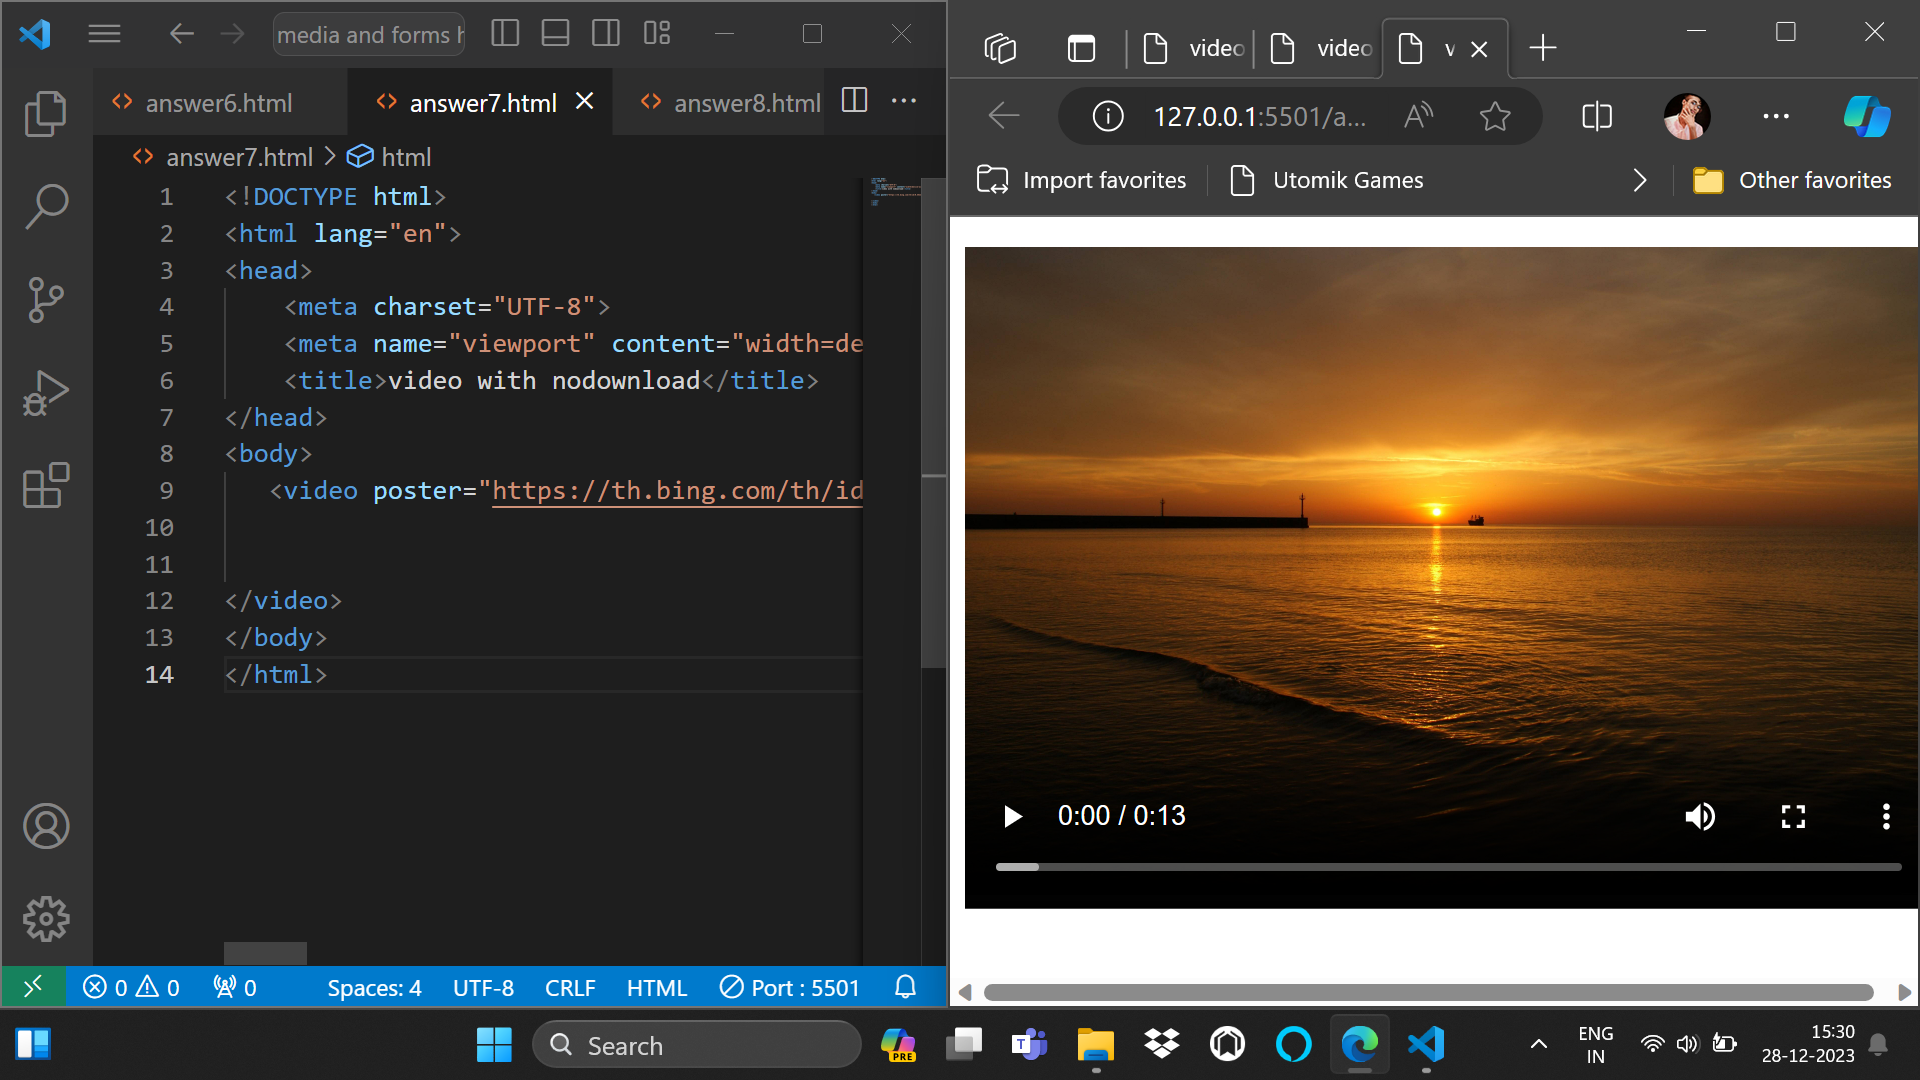 media and forms h
answer6.html
answer7.html
answer8.html
answer7.html > html
1 <!DOCTYPE html>
2 <html lang="en">
3 <head>
4 <meta charset="UTF-8">
5 <meta name="viewport" content="width=de
6 <title>video with nodownload</title>
7 </head>
8 <body>
9 <video poster="https://th.bing.com/th/id
10
11
12 </video>
13 </body>
14 </html>
0 0 0 Spaces: 4 UTF-8 CRLF HTML Port : 5501
video video v
127.0.0.1:5501/a...
Import favorites Utomik Games Other favorites
0:00 / 0:13
Search
PRE
T
ENG
IN
15:30
28-12-2023